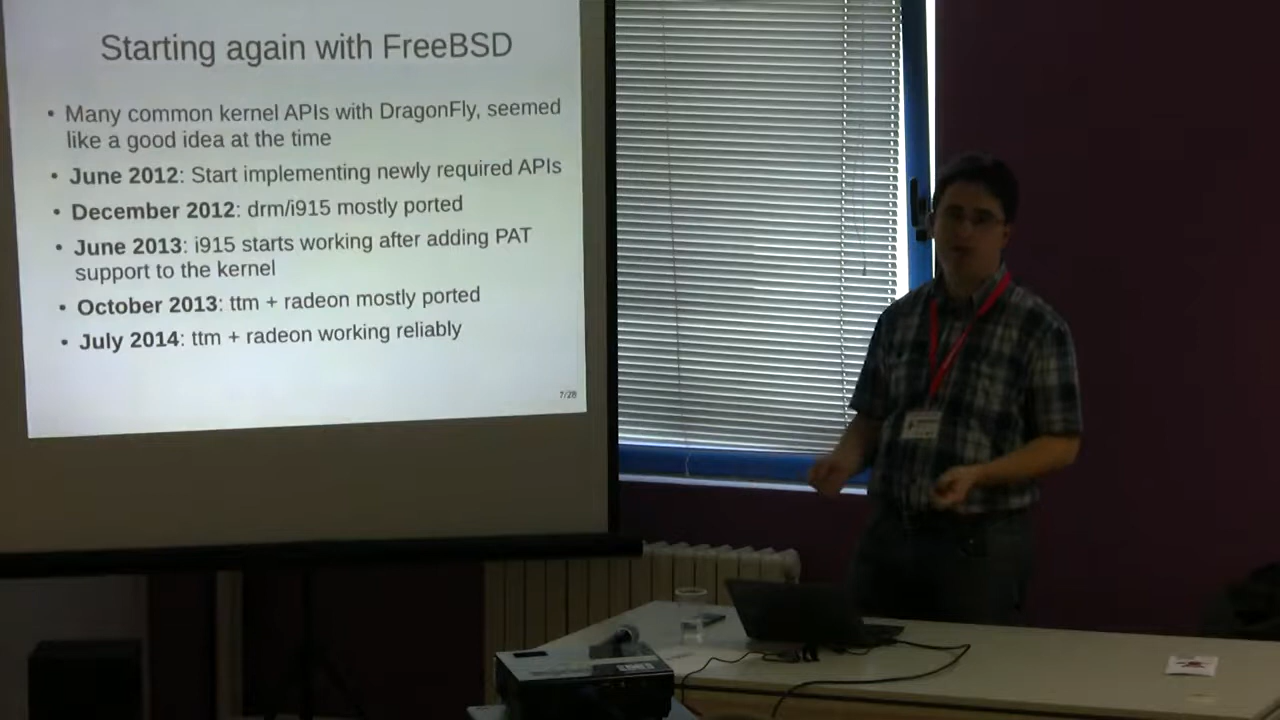 Starting again with FreeBSD
• Many common kernel APIs with DragonFly, seemed
like a good idea at the time
• June 2012: Start implementing newly required APIs
• December 2012: drm/i915 mostly ported
• June 2013: i915 starts working after adding PAT
support to the kernel
• October 2013: ttm + radeon mostly ported
• July 2014: ttm + radeon working reliably
7/28